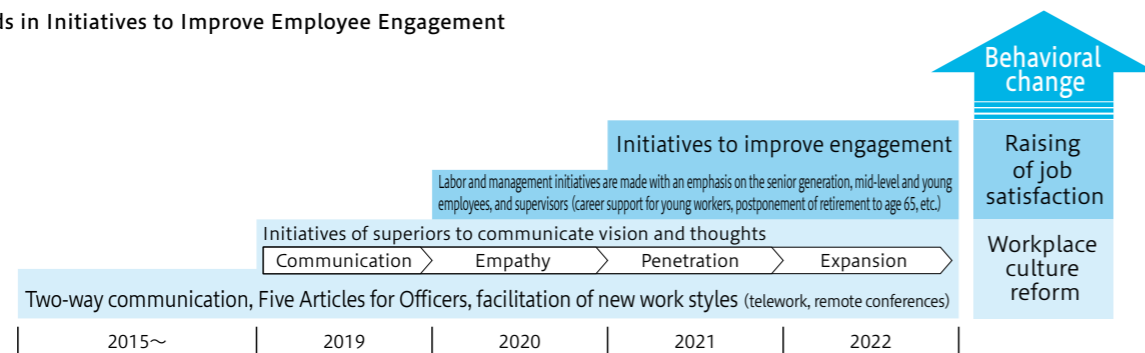 ds in Initiatives to Improve Employee Engagement
Behavioral
change
Initiatives to improve engagement
Raising
of job
satisfaction
Labor and management initiatives are made with an emphasis on the senior generation, mid-level and young
employees, and supervisors (career support for young workers, postponement of retirement to age 65, etc.)
Initiatives of superiors to communicate vision and thoughts
Communication
Empathy
Penetration
Expansion
Workplace
culture
reform
Two-way communication, Five Articles for Officers, facilitation of new work styles (telework, remote conferences)
2015～
2019
2020
2021
2022